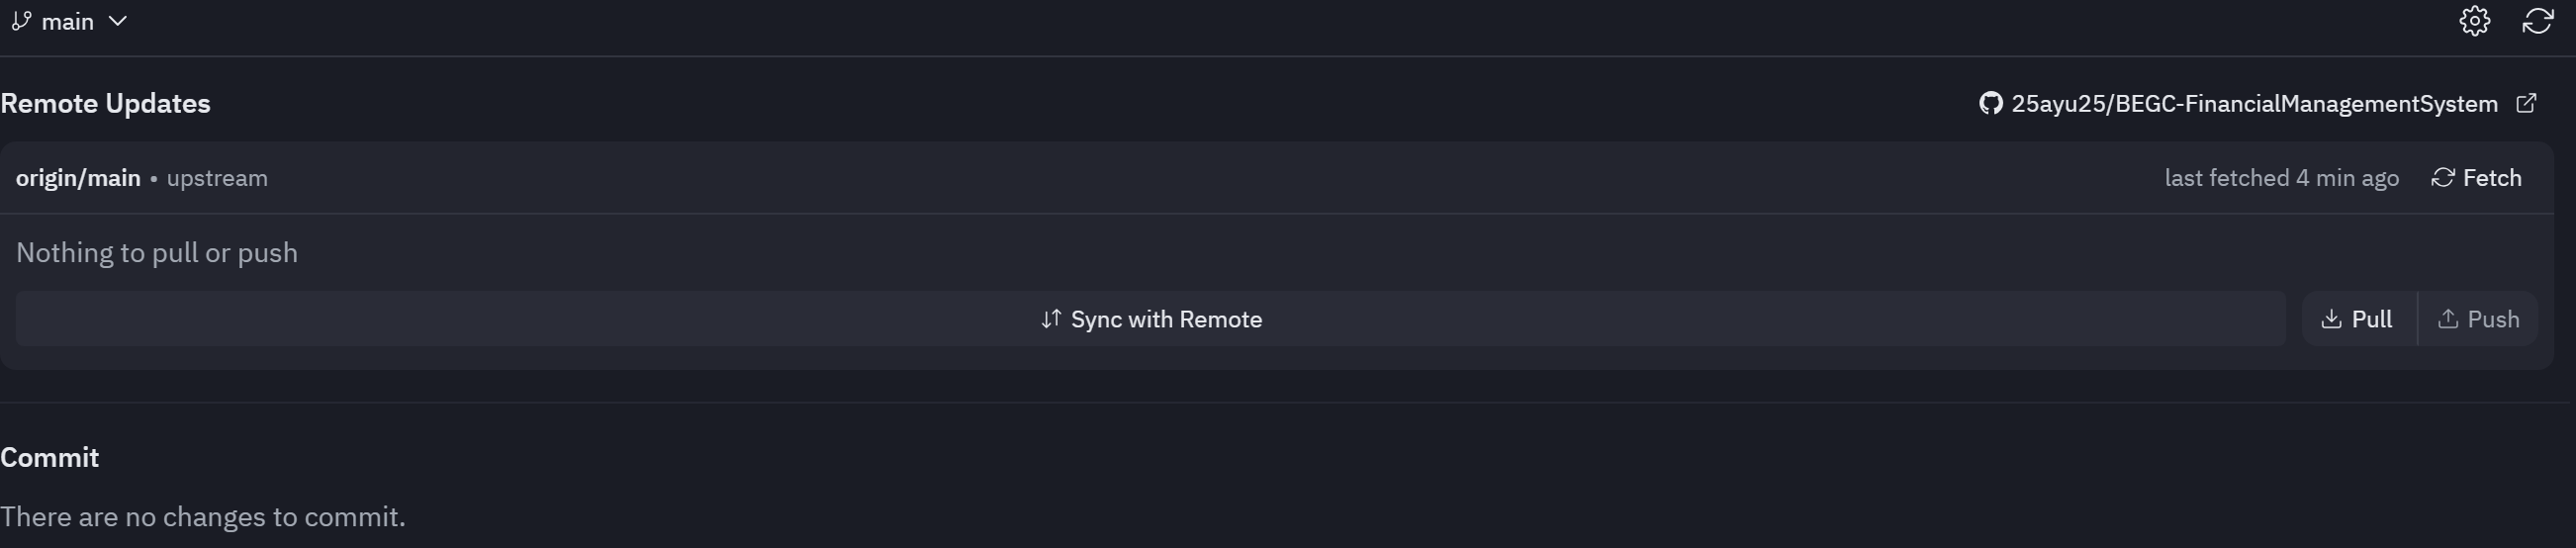 main
Remote Updates
25ayu25/BEGC-FinancialManagementSystem
origin/main • upstream
last fetched 4 min ago
Fetch
Nothing to pull or push
Sync with Remote
Pull
Push
Commit
There are no changes to commit.